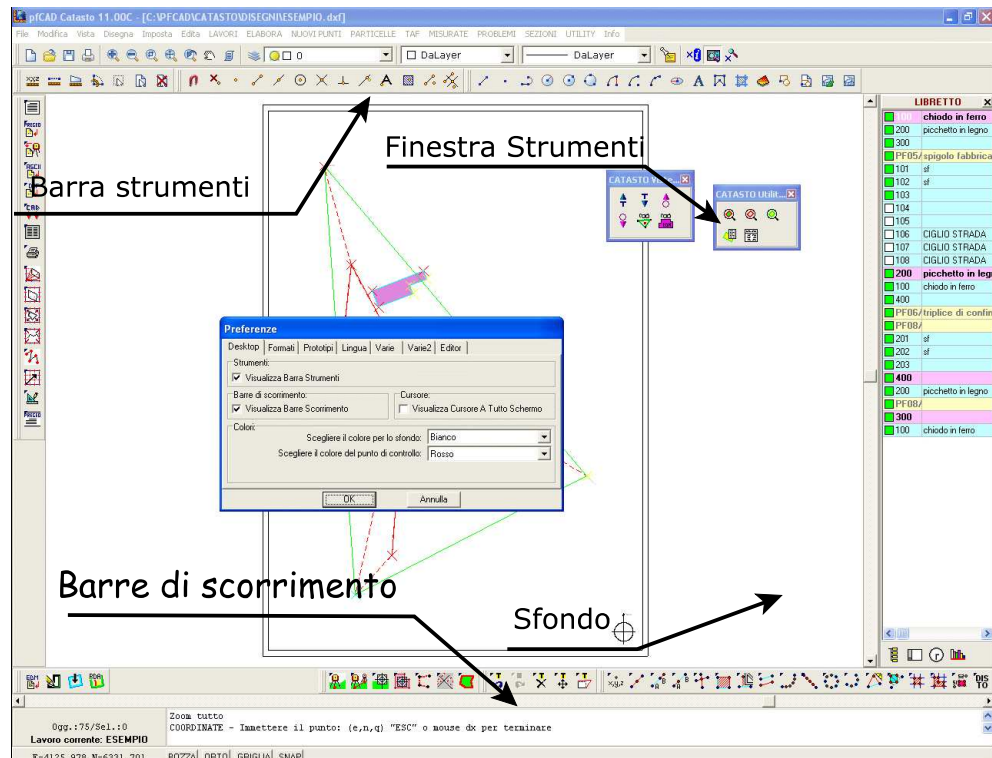 pfCAD Catasto 11.00C - [C:\PFCAD\CATASTO\DISEGNI\ESEMPIO.dxf]
File Modifica Vista Disegna Imposta Edita LAVORI ELABORA NUOVI PUNTI PARTICELLE TAF MISURATE PROBLEMI SEZIONI UTILITY Info
0 DaLayer DaLayer
LIBRETTO
100 chiodo in ferro
200 picchetto in legno
300
PF05/ spigolo fabbrica
101 sf
102 sf
103
104
105
106 CIGLIO STRADA
107 CIGLIO STRADA
108 CIGLIO STRADA
200 picchetto in leg
100 chiodo in ferro
400
PF06/ triplice di confin
PF08/
201 sf
202 sf
203
400
200 picchetto in legno
PF08/
300
100 chiodo in ferro
Finestra Strumenti
Barra strumenti
CATASTO Utilit...
Preferenze
Desktop Formati Prototipi Lingua Varie Varie2 Editor
Strumenti:
Visualizza Barra Strumenti
Barre di scorrimento: Cursore:
Visualizza Barre Scorrimento Visualizza Cursore A Tutto Schermo
Colori:
Scegliere il colore per lo sfondo: Bianco
Scegliere il colore del punto di controllo: Rosso
OK Annulla
Barre di scorrimento
Sfondo
Zoom tutto
Ogg.:75/Sel.:0 COORDINATE - Immettere il punto: (e,n,q) "ESC" o mouse dx per terminare
Lavoro corrente: ESEMPIO
E=4125.978 N=6331.701 BOZZA ORTO GRIGLIA SNAP